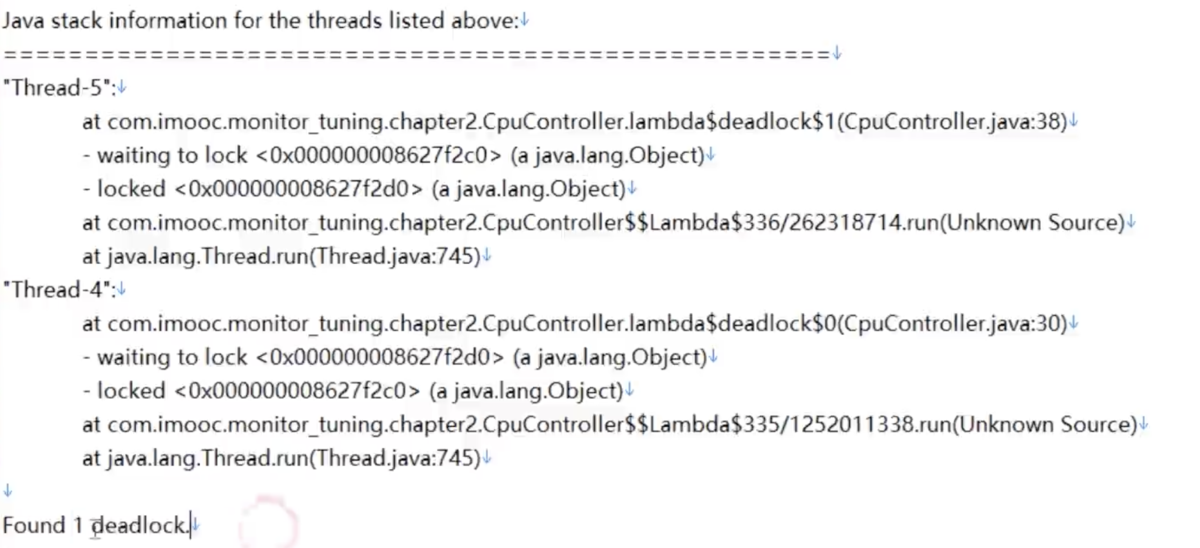 Java stack information for the threads listed above:↓
===================================================↓
"Thread-5":↓
at com.imooc.monitor_tuning.chapter2.CpuController.lambda$deadlock$1(CpuController.java:38)↓
- waiting to lock <0x000000008627f2c0> (a java.lang.Object)↓
- locked <0x000000008627f2d0> (a java.lang.Object)↓
at com.imooc.monitor_tuning.chapter2.CpuController$$Lambda$336/262318714.run(Unknown Source)↓
at java.lang.Thread.run(Thread.java:745)↓
"Thread-4":↓
at com.imooc.monitor_tuning.chapter2.CpuController.lambda$deadlock$0(CpuController.java:30)↓
- waiting to lock <0x000000008627f2d0> (a java.lang.Object)↓
- locked <0x000000008627f2c0> (a java.lang.Object)↓
at com.imooc.monitor_tuning.chapter2.CpuController$$Lambda$335/1252011338.run(Unknown Source)↓
at java.lang.Thread.run(Thread.java:745)↓
↓
Found 1 deadlock.↓